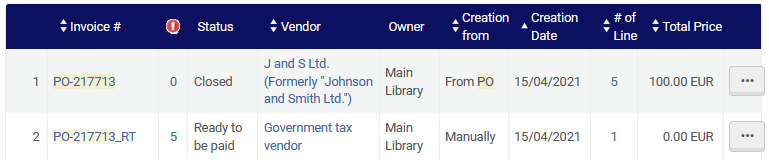 Invoice # Status Vendor Owner Creation from Creation Date # of Line Total Price
1 PO-217713 0 Closed J and S Ltd. (Formerly "Johnson and Smith Ltd.") Main Library From PO 15/04/2021 5 100.00 EUR
2 PO-217713_RT 5 Ready to be paid Government tax vendor Main Library Manually 15/04/2021 1 0.00 EUR